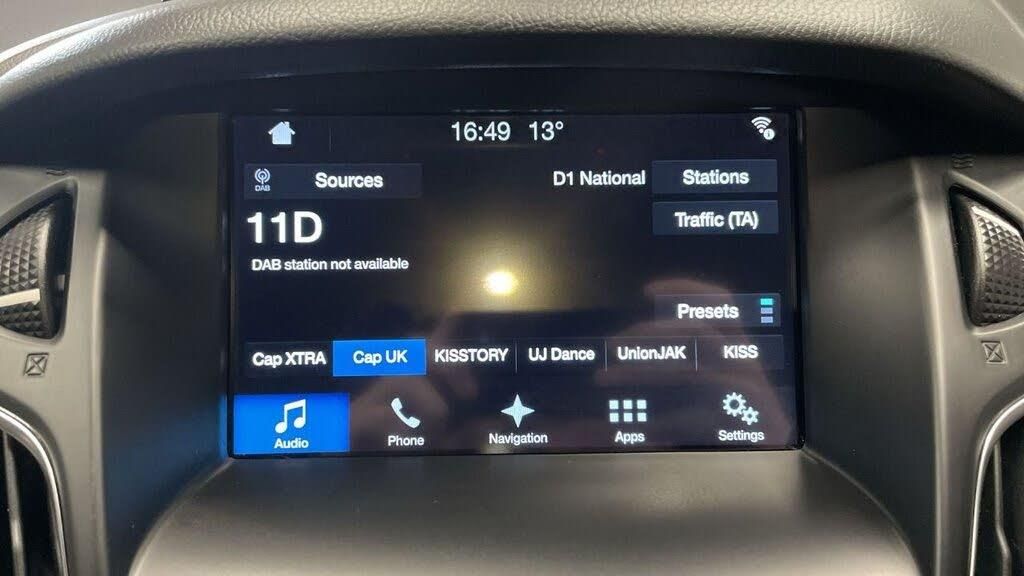 16:49 13°
DAB
Sources
D1 National
Stations
11D
Traffic (TA)
DAB station not available
Presets
Cap XTRA
Cap UK
KISSTORY
UJ Dance
UnionJAK
KISS
Audio
Phone
Navigation
Apps
Settings